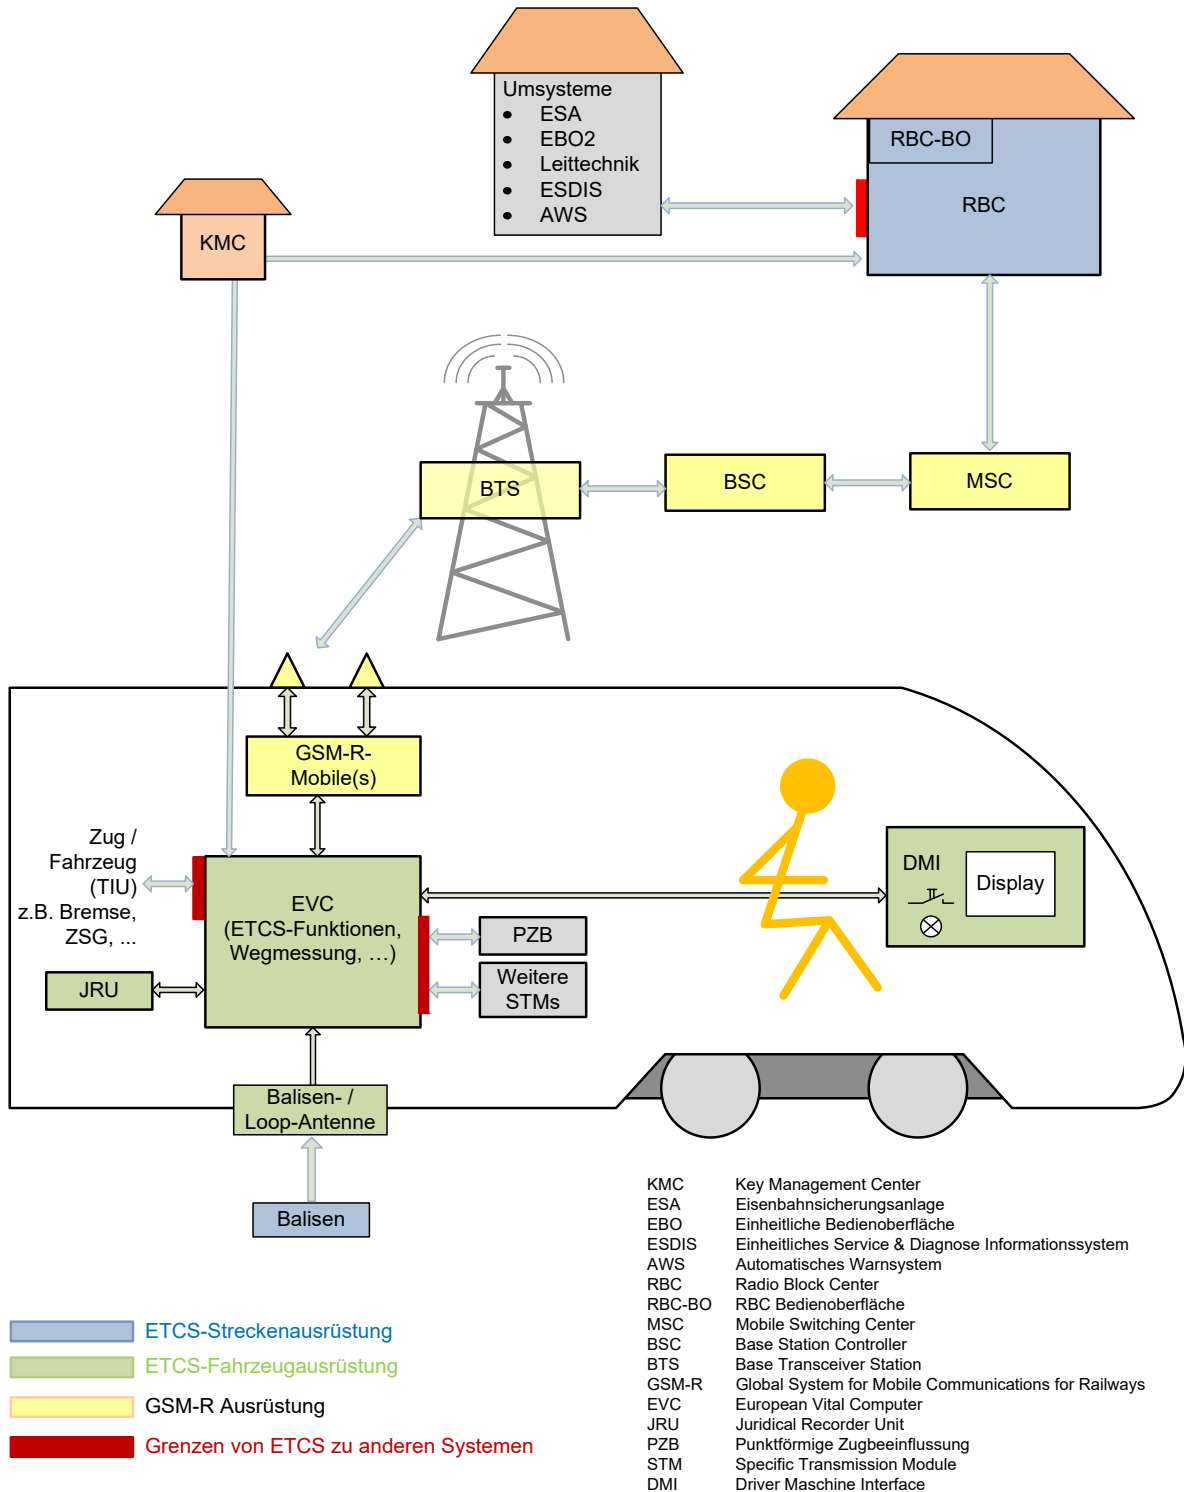 Umsysteme
• ESA
• EBO2
• Leittechnik
• ESDIS
• AWS
RBC-BO
RBC
KMC
BTS
BSC
MSC
GSM-R-
Mobile(s)
Zug /
Fahrzeug
(TIU)
z.B. Bremse,
ZSG, ...
EVC
(ETCS-Funktionen,
Wegmessung, …)
DMI
Display
PZB
Weitere
STMs
JRU
Balisen- /
Loop-Antenne
Balisen
KMC Key Management Center
ESA Eisenbahnsicherungsanlage
EBO Einheitliche Bedienoberfläche
ESDIS Einheitliches Service & Diagnose Informationssystem
AWS Automatisches Warnsystem
RBC Radio Block Center
RBC-BO RBC Bedienoberfläche
MSC Mobile Switching Center
BSC Base Station Controller
BTS Base Transceiver Station
GSM-R Global System for Mobile Communications for Railways
EVC European Vital Computer
JRU Juridical Recorder Unit
PZB Punktförmige Zugbeeinflussung
STM Specific Transmission Module
DMI Driver Maschine Interface
ETCS-Streckenausrüstung
ETCS-Fahrzeugausrüstung
GSM-R Ausrüstung
Grenzen von ETCS zu anderen Systemen